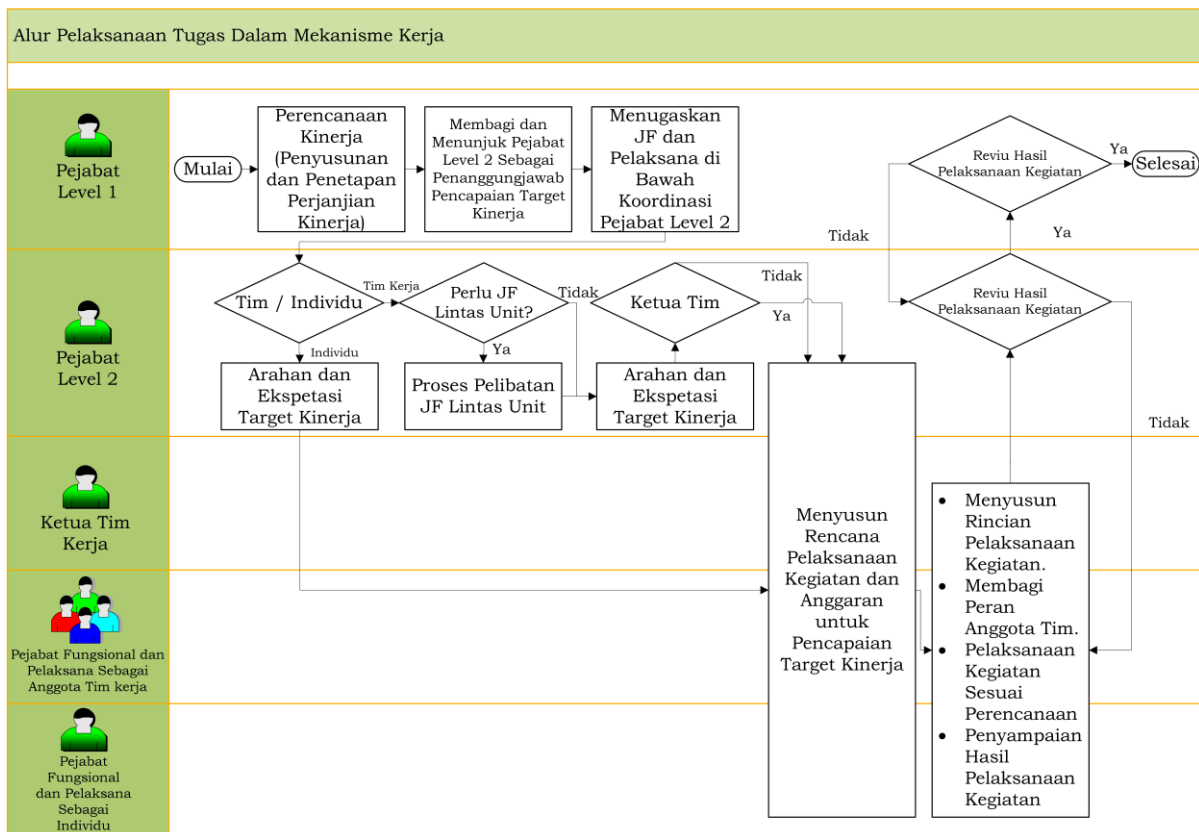 Alur Pelaksanaan Tugas Dalam Mekanisme Kerja
Pejabat
Level 1
Mulai
Perencanaan
Kinerja
(Penyusunan
dan Penetapan
Perjanjian
Kinerja)
Membagi dan
Menunjuk Pejabat
Level 2 Sebagai
Penanggungjawab
Pencapaian Target
Kinerja
Menugaskan
JF dan
Pelaksana di
Bawah
Koordinasi
Pejabat Level 2
Reviu Hasil
Pelaksanaan Kegiatan
Ya
Selesai
Tidak
Ya
Pejabat
Level 2
Tim / Individu
Tim Kerja
Individu
Perlu JF
Lintas Unit?
Tidak
Ya
Ketua Tim
Tidak
Ya
Reviu Hasil
Pelaksanaan Kegiatan
Tidak
Arahan dan
Ekspetasi
Target Kinerja
Proses Pelibatan
JF Lintas Unit
Arahan dan
Ekspetasi
Target Kinerja
Ketua Tim
Kerja
Menyusun
Rencana
Pelaksanaan
Kegiatan dan
Anggaran
untuk
Pencapaian
Target Kinerja
• Menyusun
Rincian
Pelaksanaan
Kegiatan.
• Membagi
Peran
Anggota Tim.
• Pelaksanaan
Kegiatan
Sesuai
Perencanaan
• Penyampaian
Hasil
Pelaksanaan
Kegiatan
Pejabat Fungsional dan
Pelaksana Sebagai
Anggota Tim kerja
Pejabat
Fungsional
dan Pelaksana
Sebagai
Individu